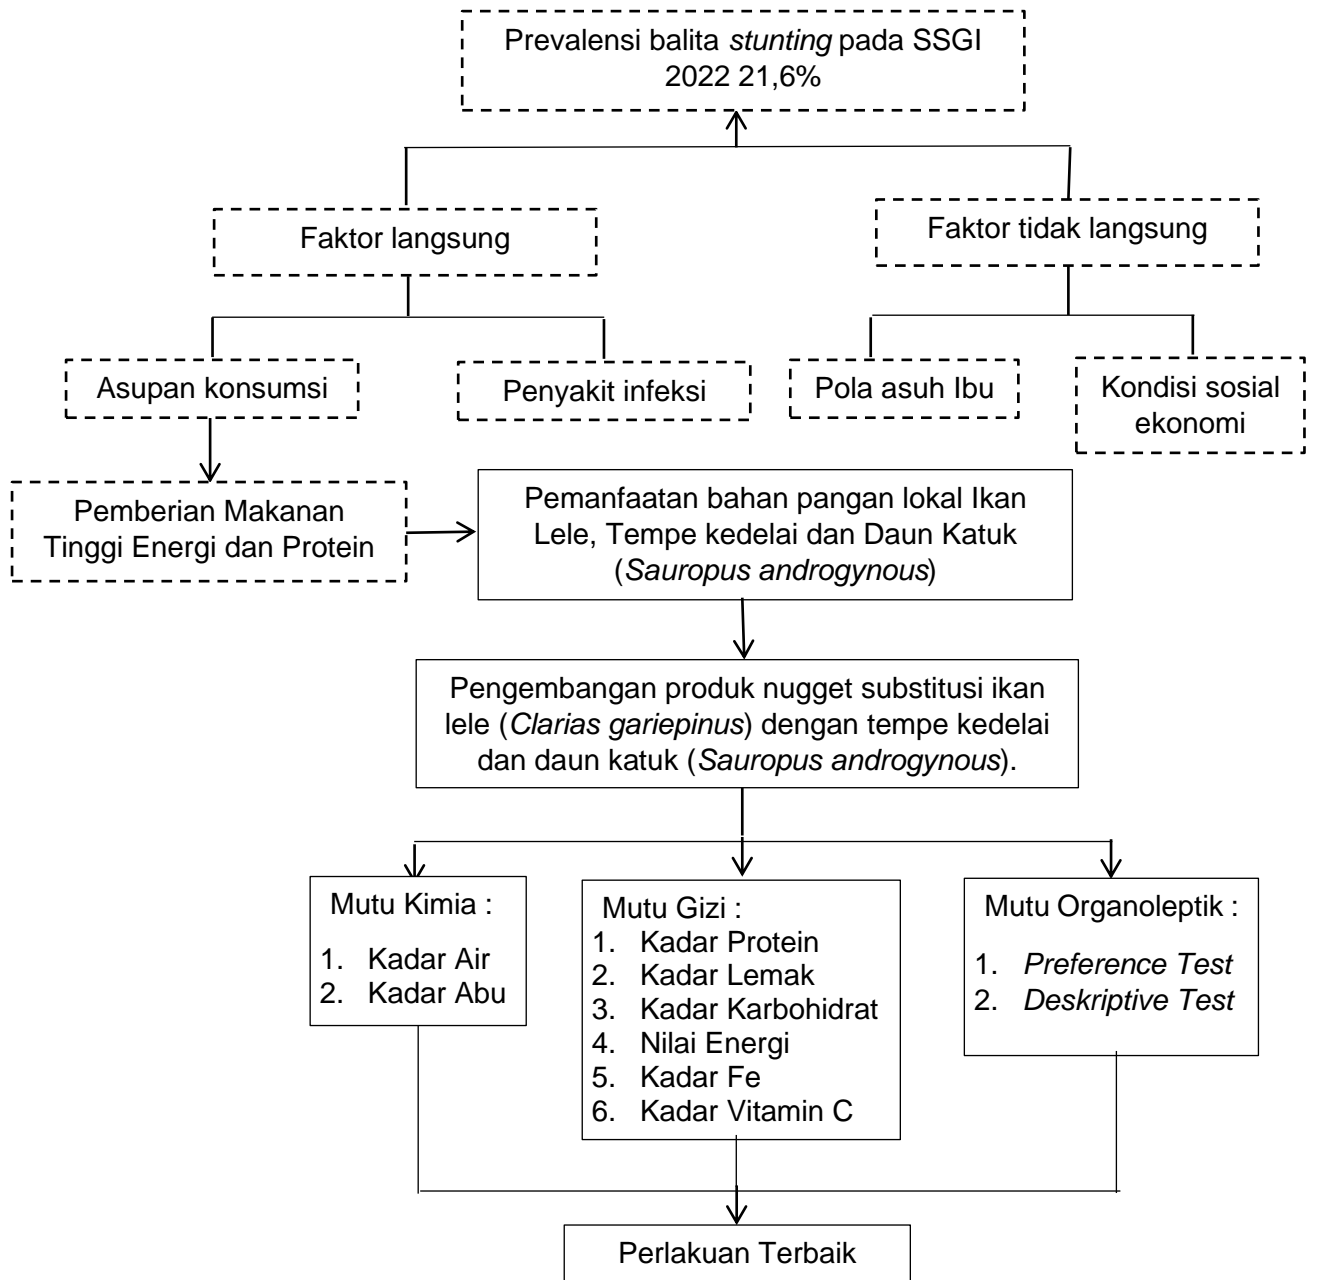 Prevalensi balita stunting pada SSGI
2022 21,6%
Faktor langsung
Faktor tidak langsung
Asupan konsumsi
Penyakit infeksi
Pola asuh Ibu
Kondisi sosial
ekonomi
Pemberian Makanan
Tinggi Energi dan Protein
Pemanfaatan bahan pangan lokal Ikan
Lele, Tempe kedelai dan Daun Katuk
(Sauropus androgynous)
Pengembangan produk nugget substitusi ikan
lele (Clarias gariepinus) dengan tempe kedelai
dan daun katuk (Sauropus androgynous).
Mutu Kimia :
1. Kadar Air
2. Kadar Abu
Mutu Gizi :
1. Kadar Protein
2. Kadar Lemak
3. Kadar Karbohidrat
4. Nilai Energi
5. Kadar Fe
6. Kadar Vitamin C
Mutu Organoleptik :
1. Preference Test
2. Deskriptive Test
Perlakuan Terbaik